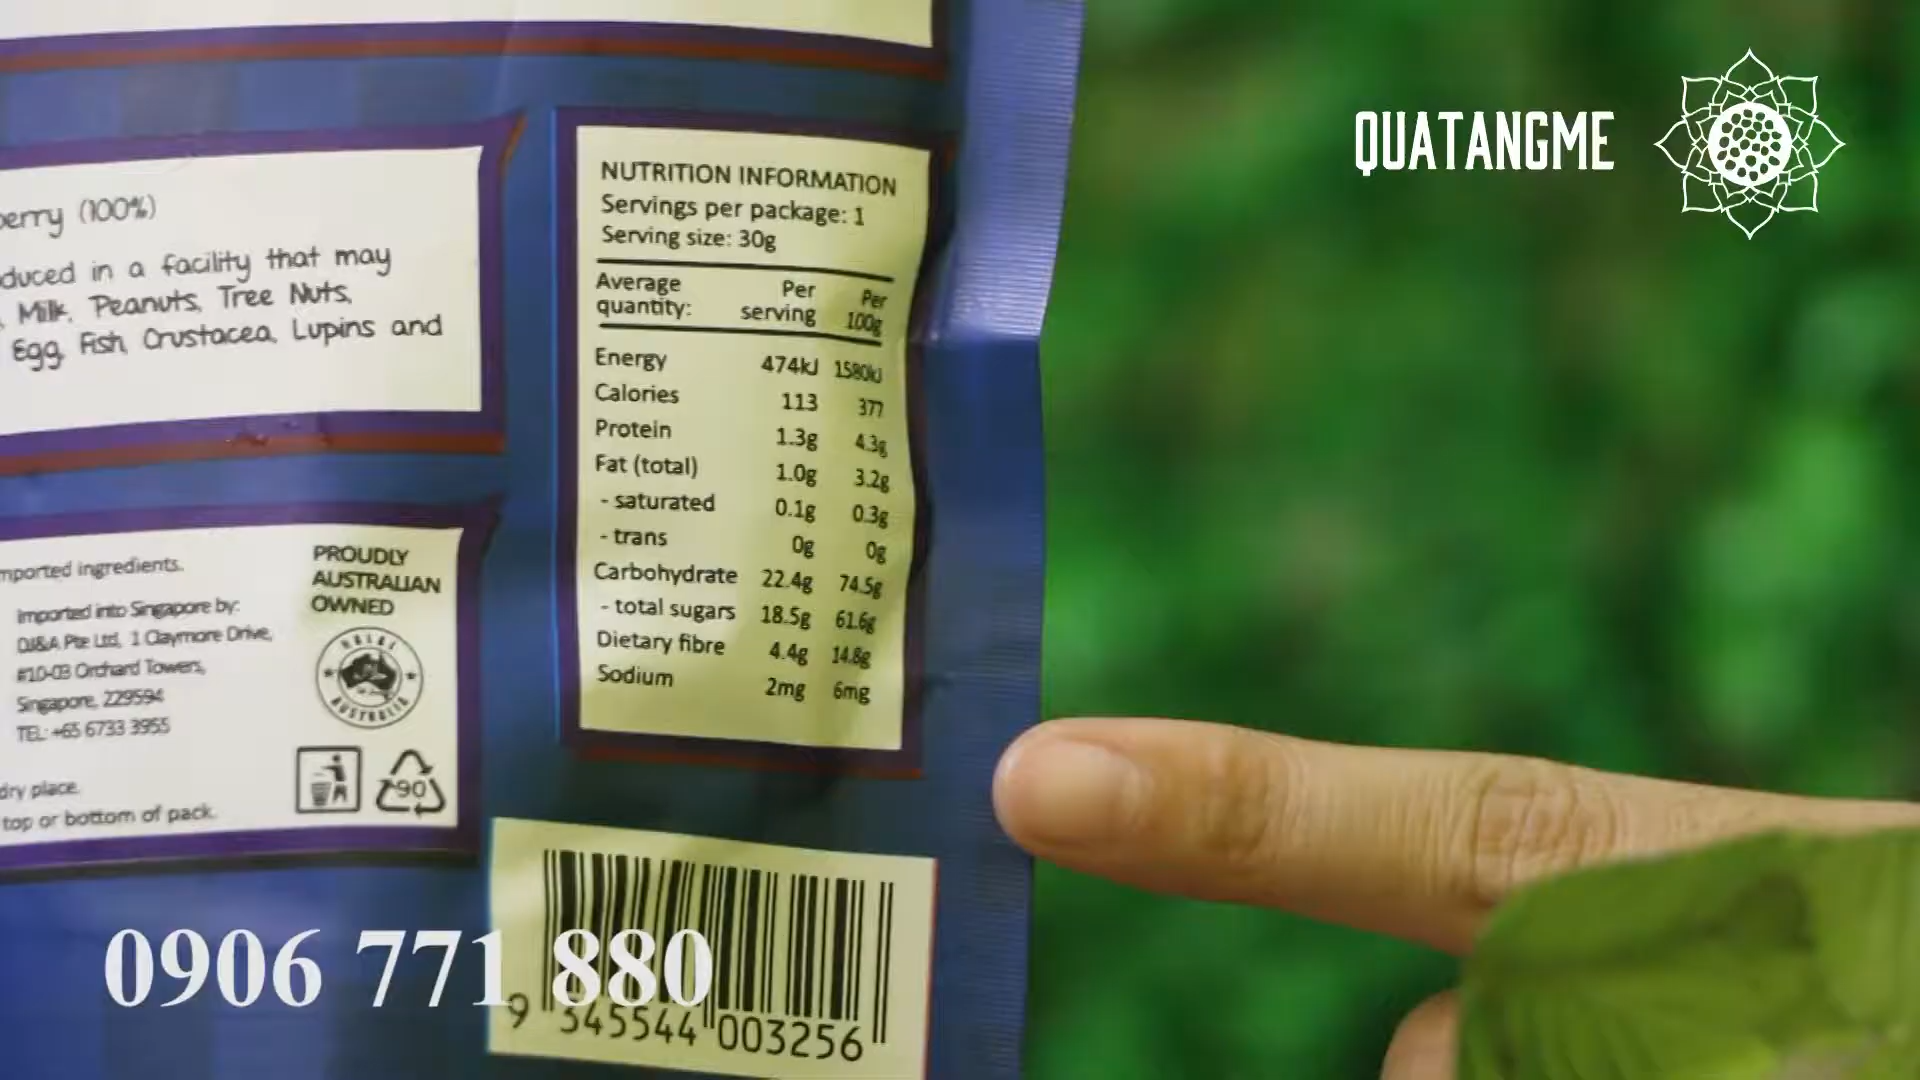 QUATANGME
berry (100%)
duced in a facility that may
Milk, Peanuts, Tree Nuts,
Egg, Fish, Crustacea, Lupins and
NUTRITION INFORMATION
Servings per package: 1
Serving size: 30g
Average quantity: Per serving Per 100g
Energy 474kJ 1580kJ
Calories 113 377
Protein 1.3g 4.3g
Fat (total) 1.0g 3.2g
- saturated 0.1g 0.3g
- trans 0g 0g
Carbohydrate 22.4g 74.5g
- total sugars 18.5g 61.6g
Dietary fibre 4.4g 14.8g
Sodium 2mg 6mg
mported ingredients.
Imported into Singapore by:
DJ&A Pte Ltd, 1 Claymore Drive,
#10-03 Orchard Towers,
Singapore, 229594
TEL: +65 6733 3955
dry place.
top or bottom of pack.
PROUDLY
AUSTRALIAN
OWNED
HALAL
AUSTRALIA
90
0906 771 880
9 345544 003256